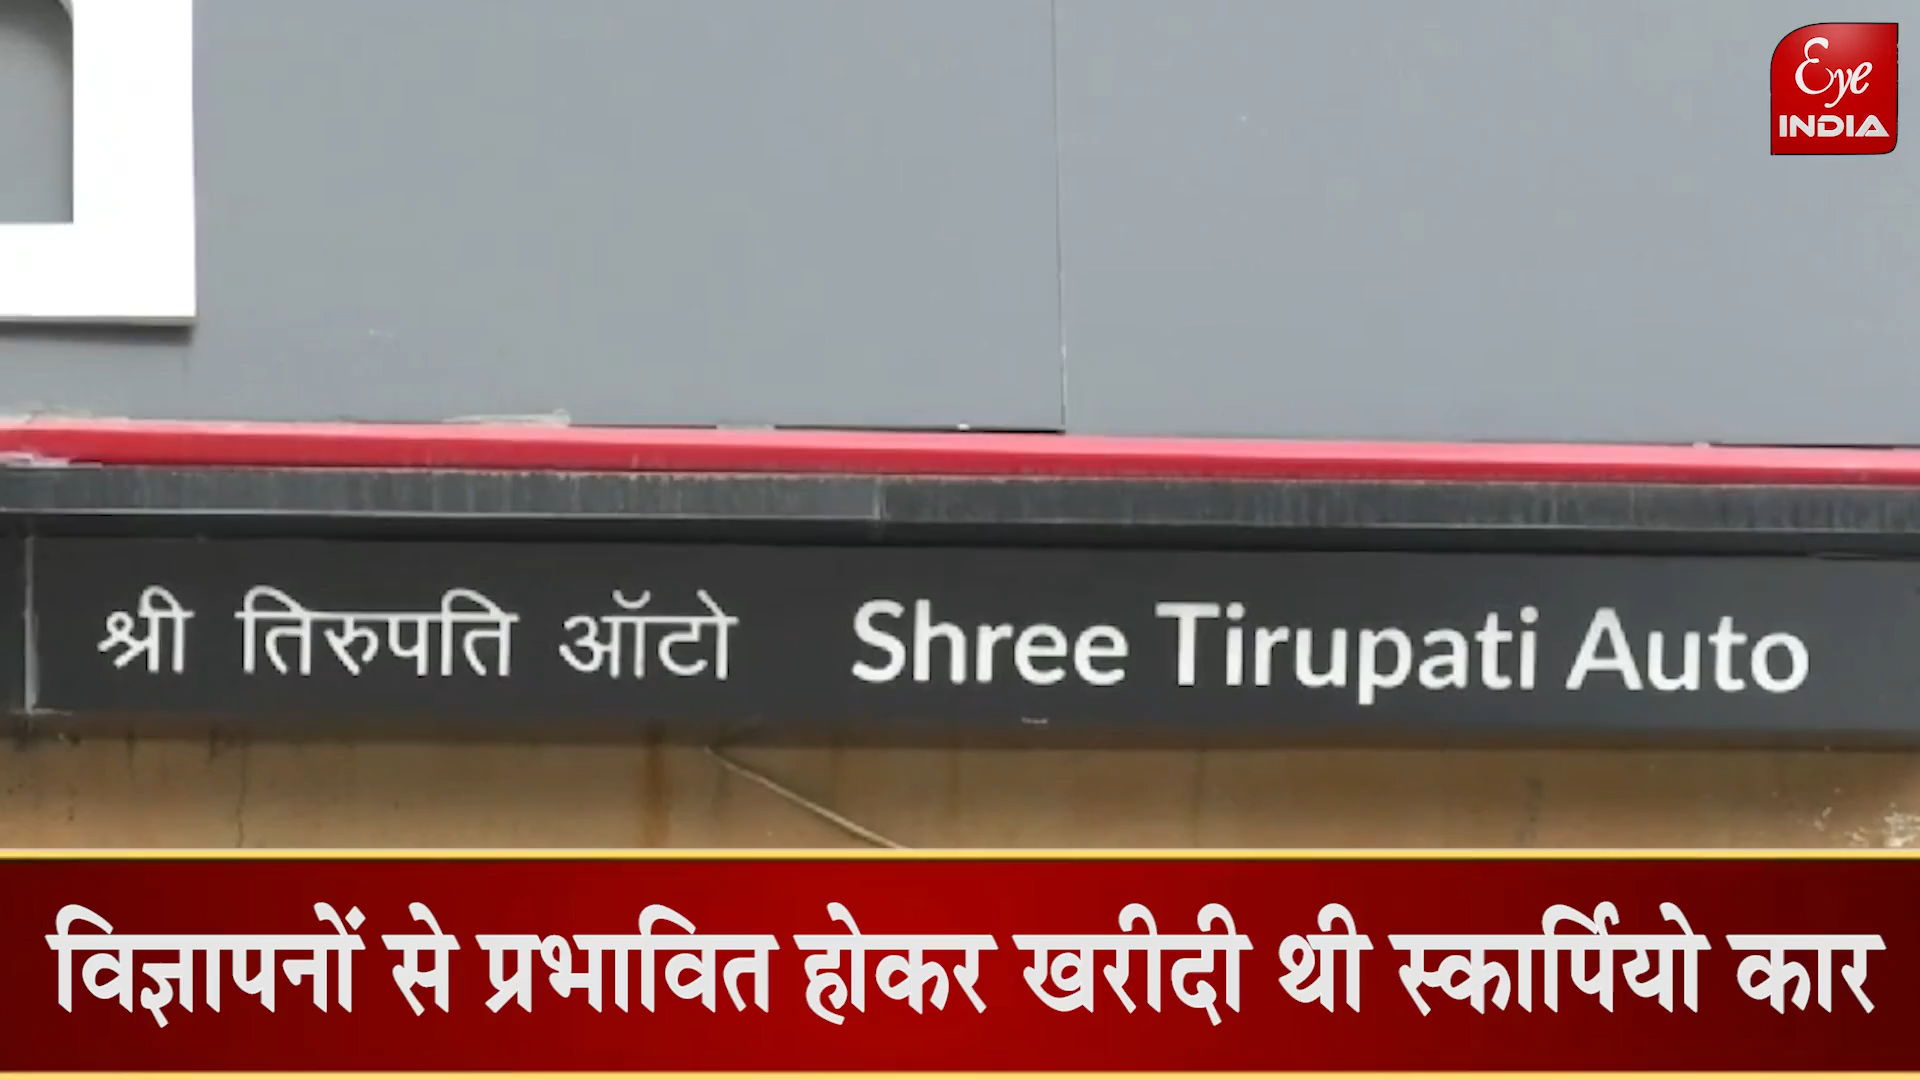 Eye
INDIA
श्री तिरुपति ऑटो Shree Tirupati Auto
विज्ञापनों से प्रभावित होकर खरीदी थी स्कार्पियो कार